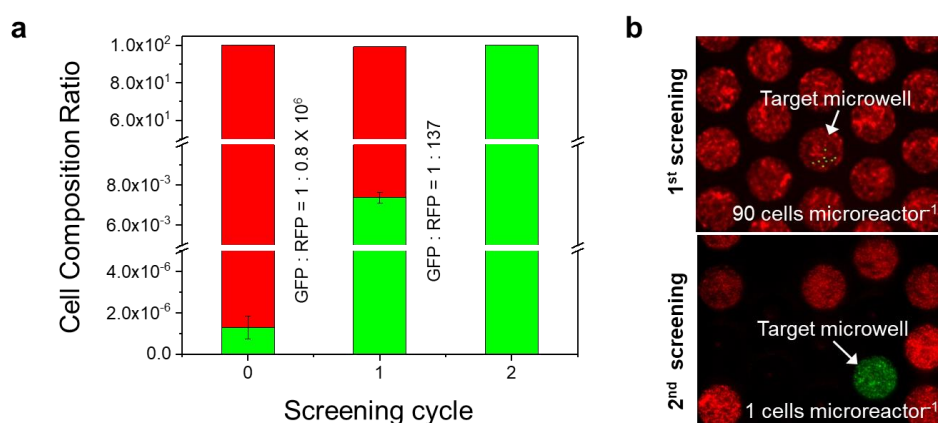 a
Cell Composition Ratio
1.0x10²
8.0x10¹
6.0x10¹
8.0x10⁻³
4.0x10⁻³
4.0x10⁻⁶
2.0x10⁻⁶
0.0
GFP : RFP = 1 : 0.8 X 10⁶
GFP : RFP = 1 : 137
0
1
2
Screening cycle
b
1ˢᵗ screening
Target microwell
90 cells microreactor⁻¹
2ⁿᵈ screening
Target microwell
1 cells microreactor⁻¹